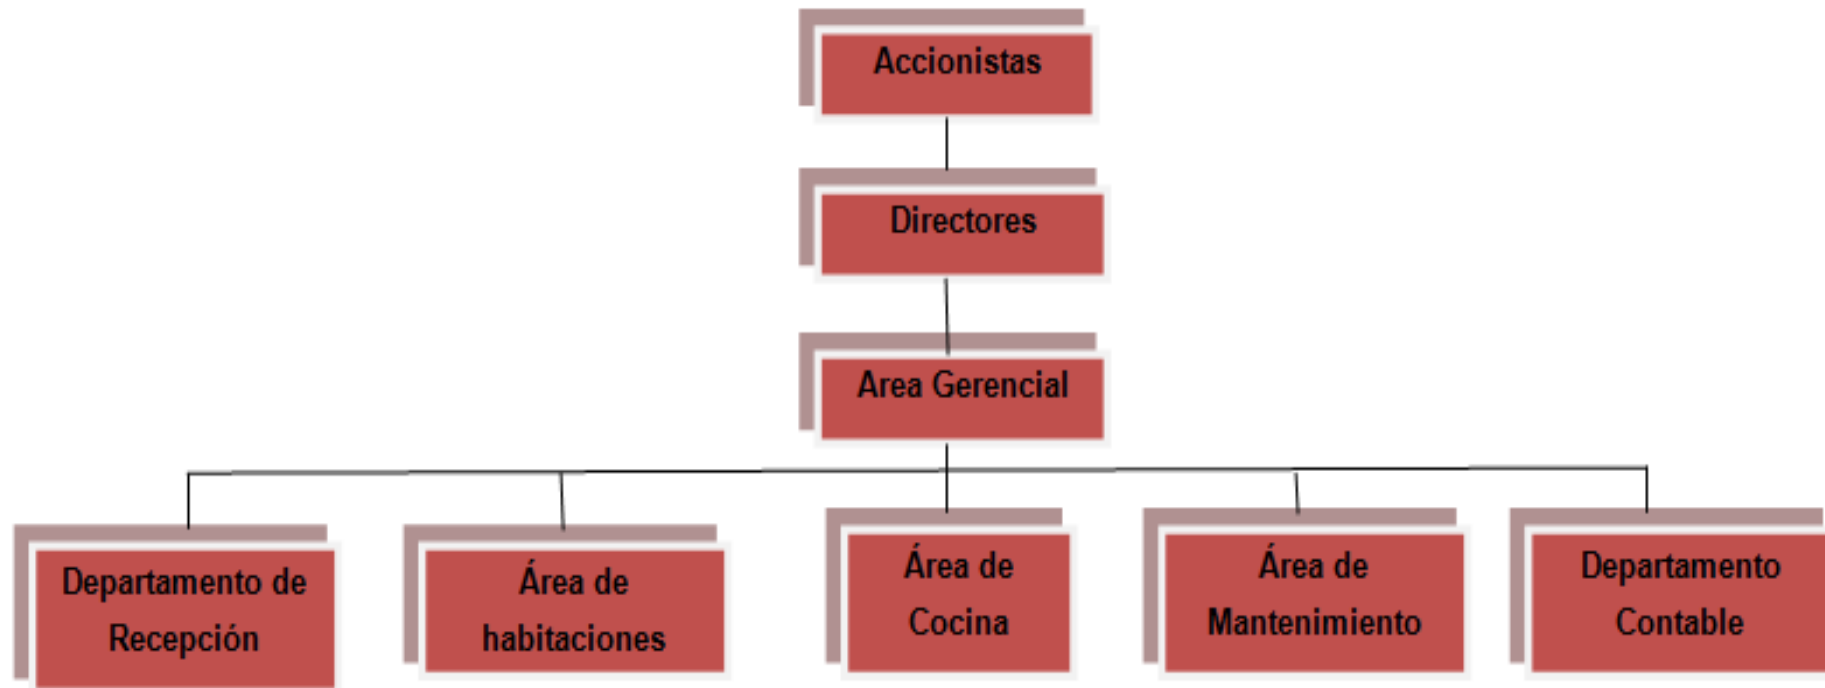 Accionistas
Directores
Area Gerencial
Departamento de
Recepción
Área de
habitaciones
Área de
Cocina
Área de
Mantenimiento
Departamento
Contable